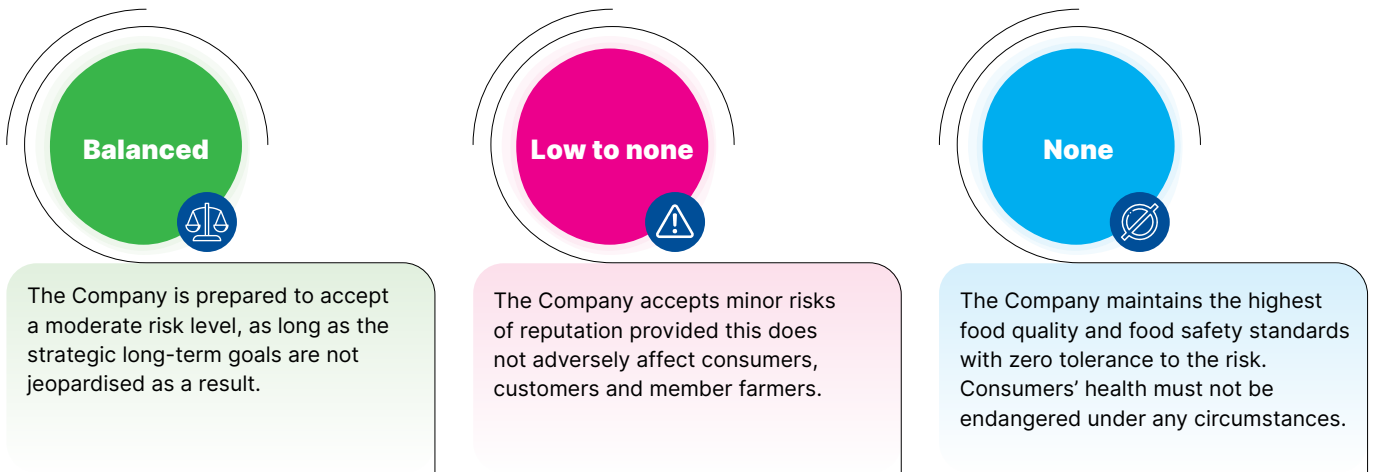 Balanced
The Company is prepared to accept
a moderate risk level, as long as the
strategic long-term goals are not
jeopardised as a result.
Low to none
The Company accepts minor risks
of reputation provided this does
not adversely affect consumers,
customers and member farmers.
None
The Company maintains the highest
food quality and food safety standards
with zero tolerance to the risk.
Consumers’ health must not be
endangered under any circumstances.